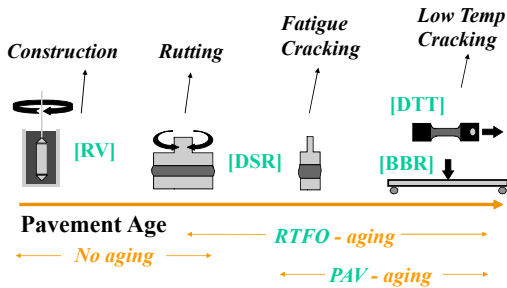 Fatigue
Cracking
Low Temp
Cracking
Construction
Rutting
[RV]
[DSR]
[DTT]
[BBR]
Pavement Age
No aging
RTFO - aging
PAV - aging